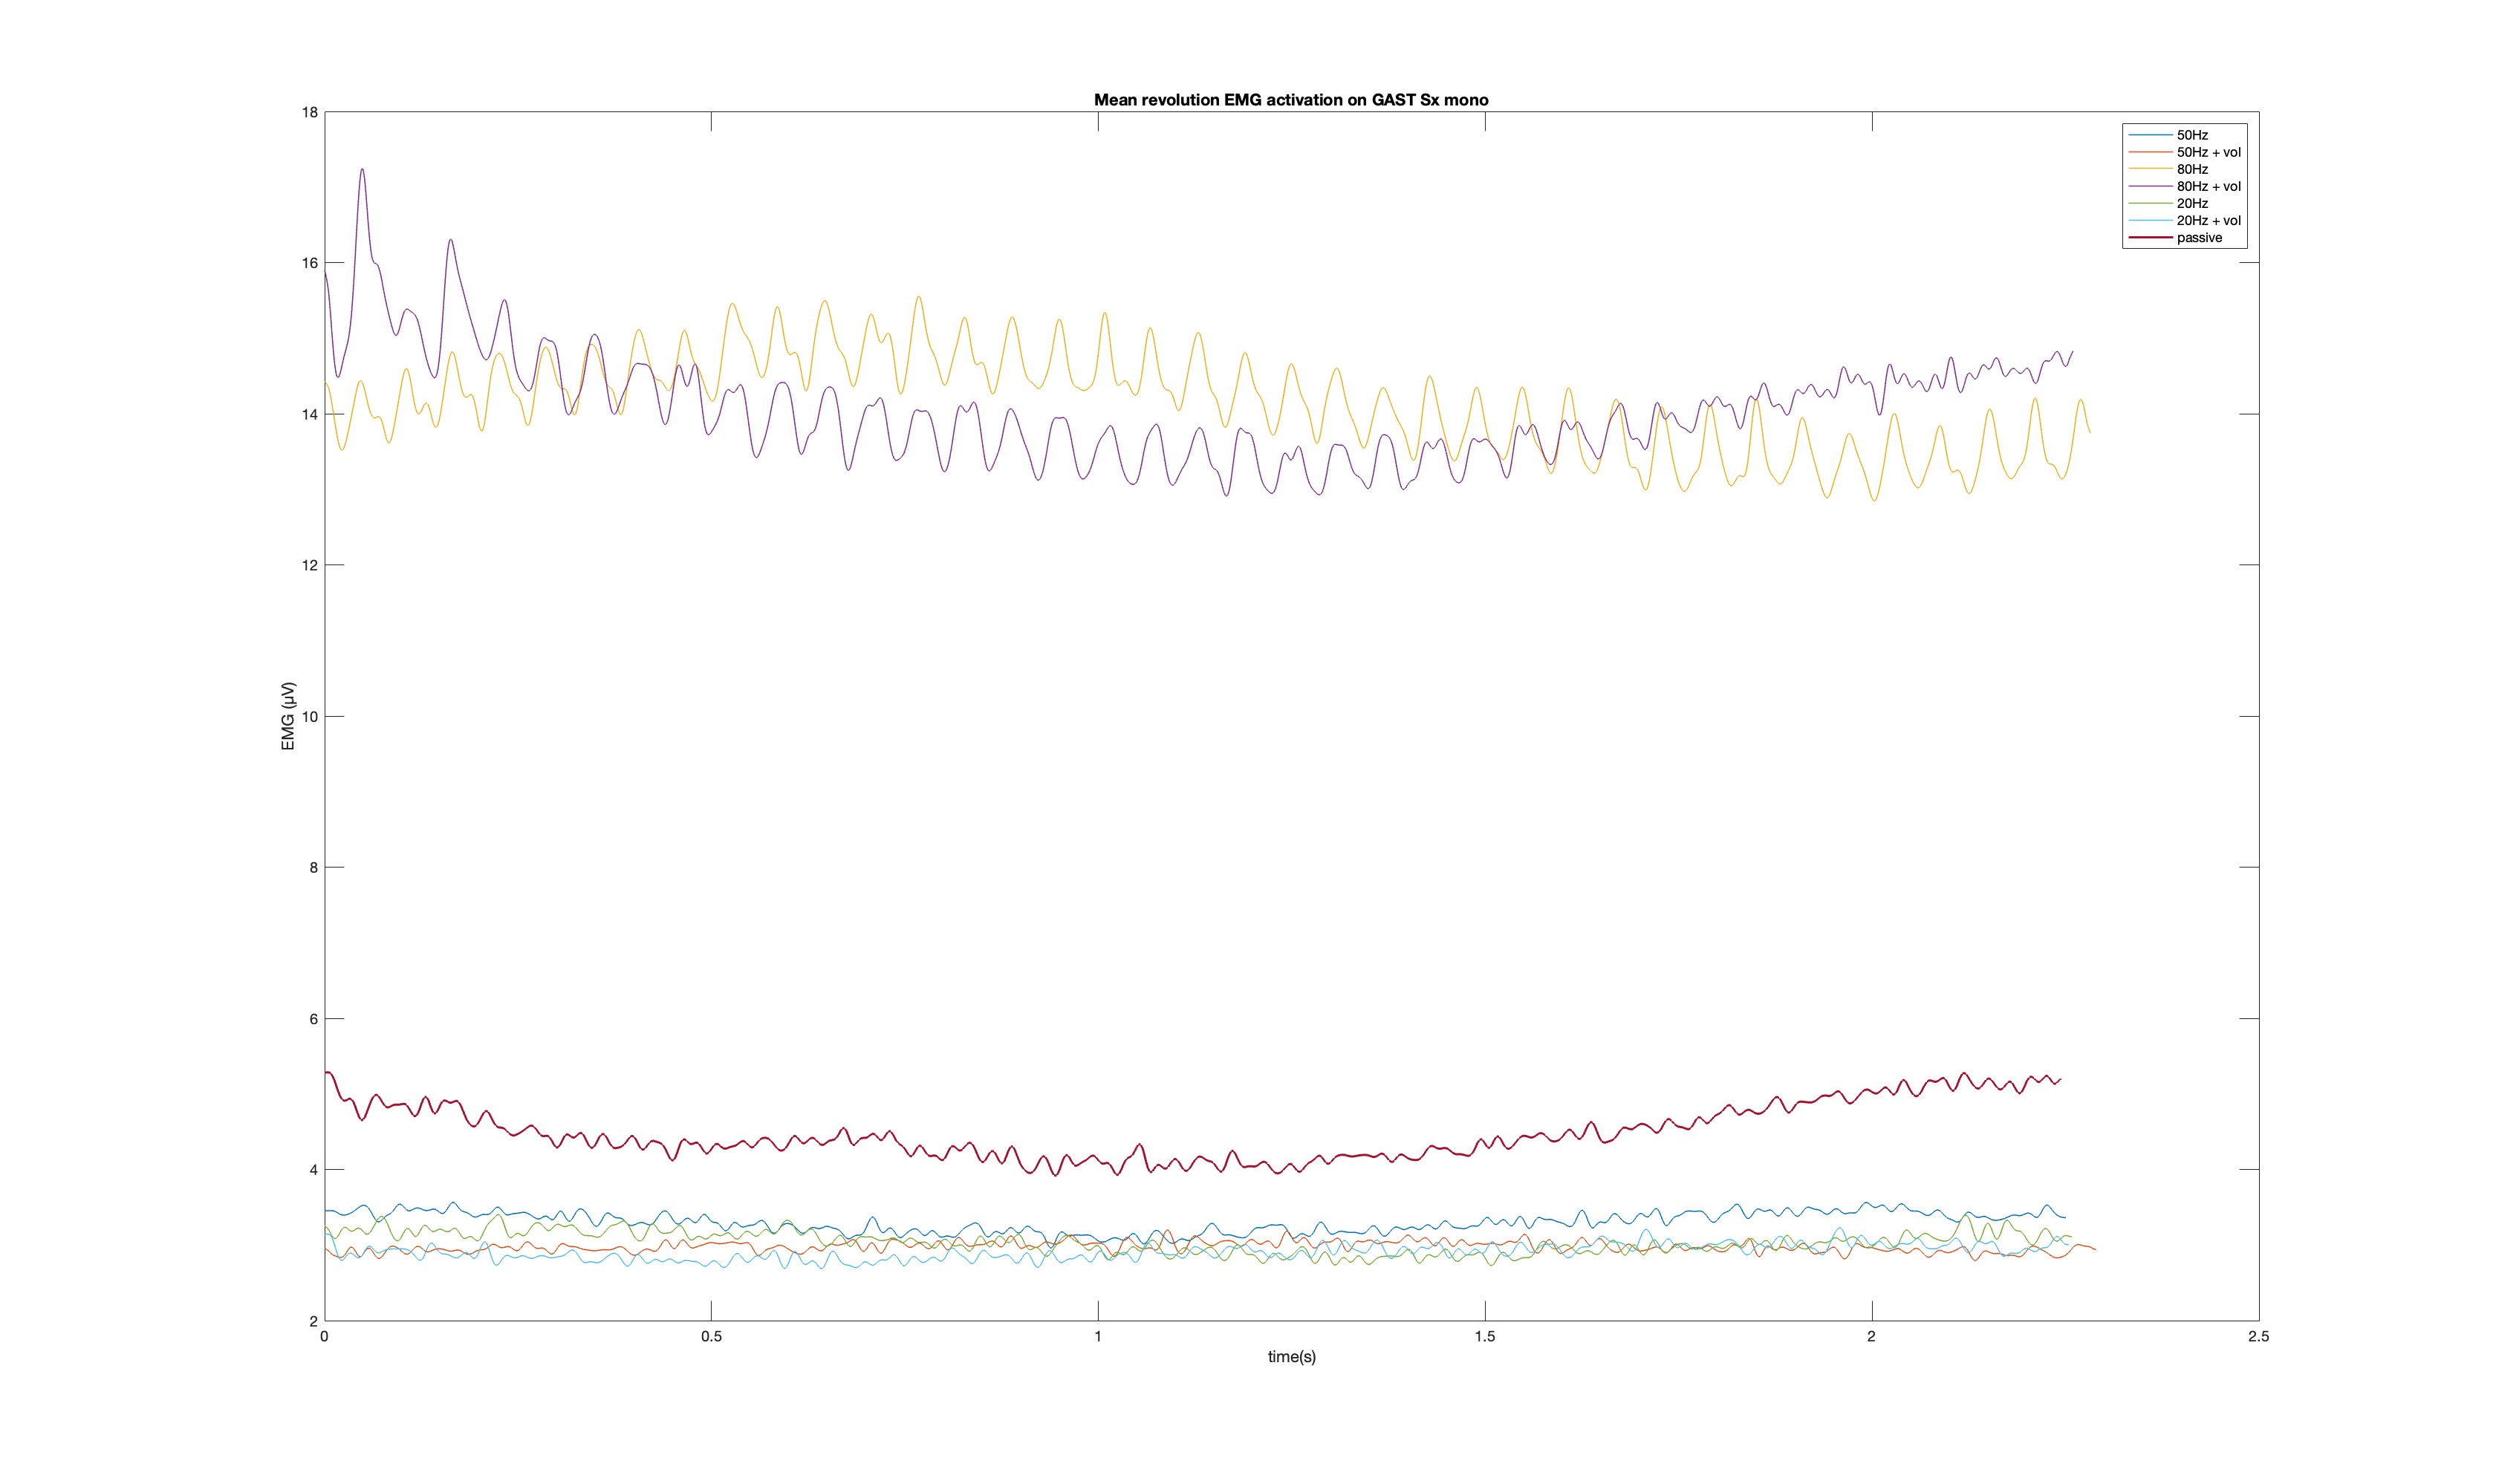 Mean revolution EMG activation on GAST Sx mono
18
16
14
12
10
8
6
4
2
EMG (µV)
50Hz
50Hz + vol
80Hz
80Hz + vol
20Hz
20Hz + vol
passive
0
0.5
1
1.5
2
2.5
time(s)